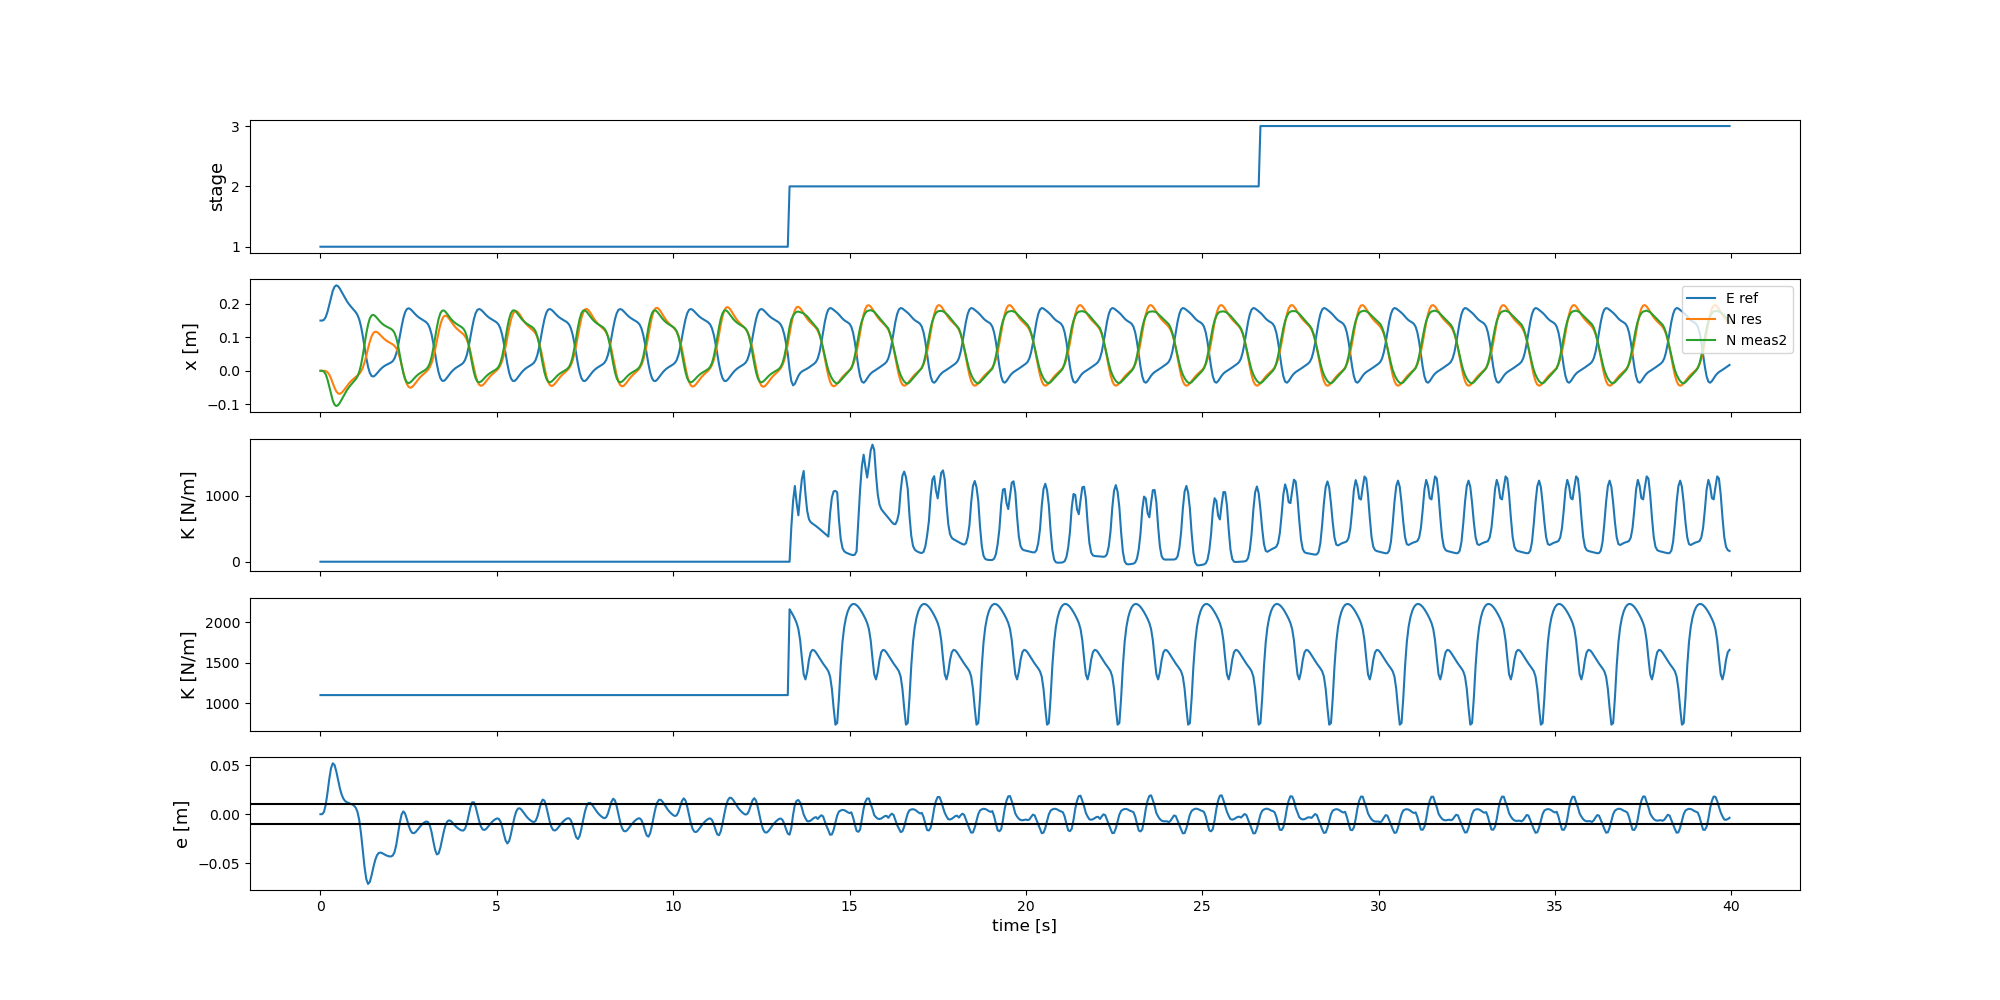 3
2
1
stage
0.2
0.1
0.0
−0.1
x [m]
E ref
N res
N meas2
1000
0
K [N/m]
2000
1500
1000
K [N/m]
0.05
0.00
−0.05
e [m]
0 5 10 15 20 25 30 35 40
time [s]